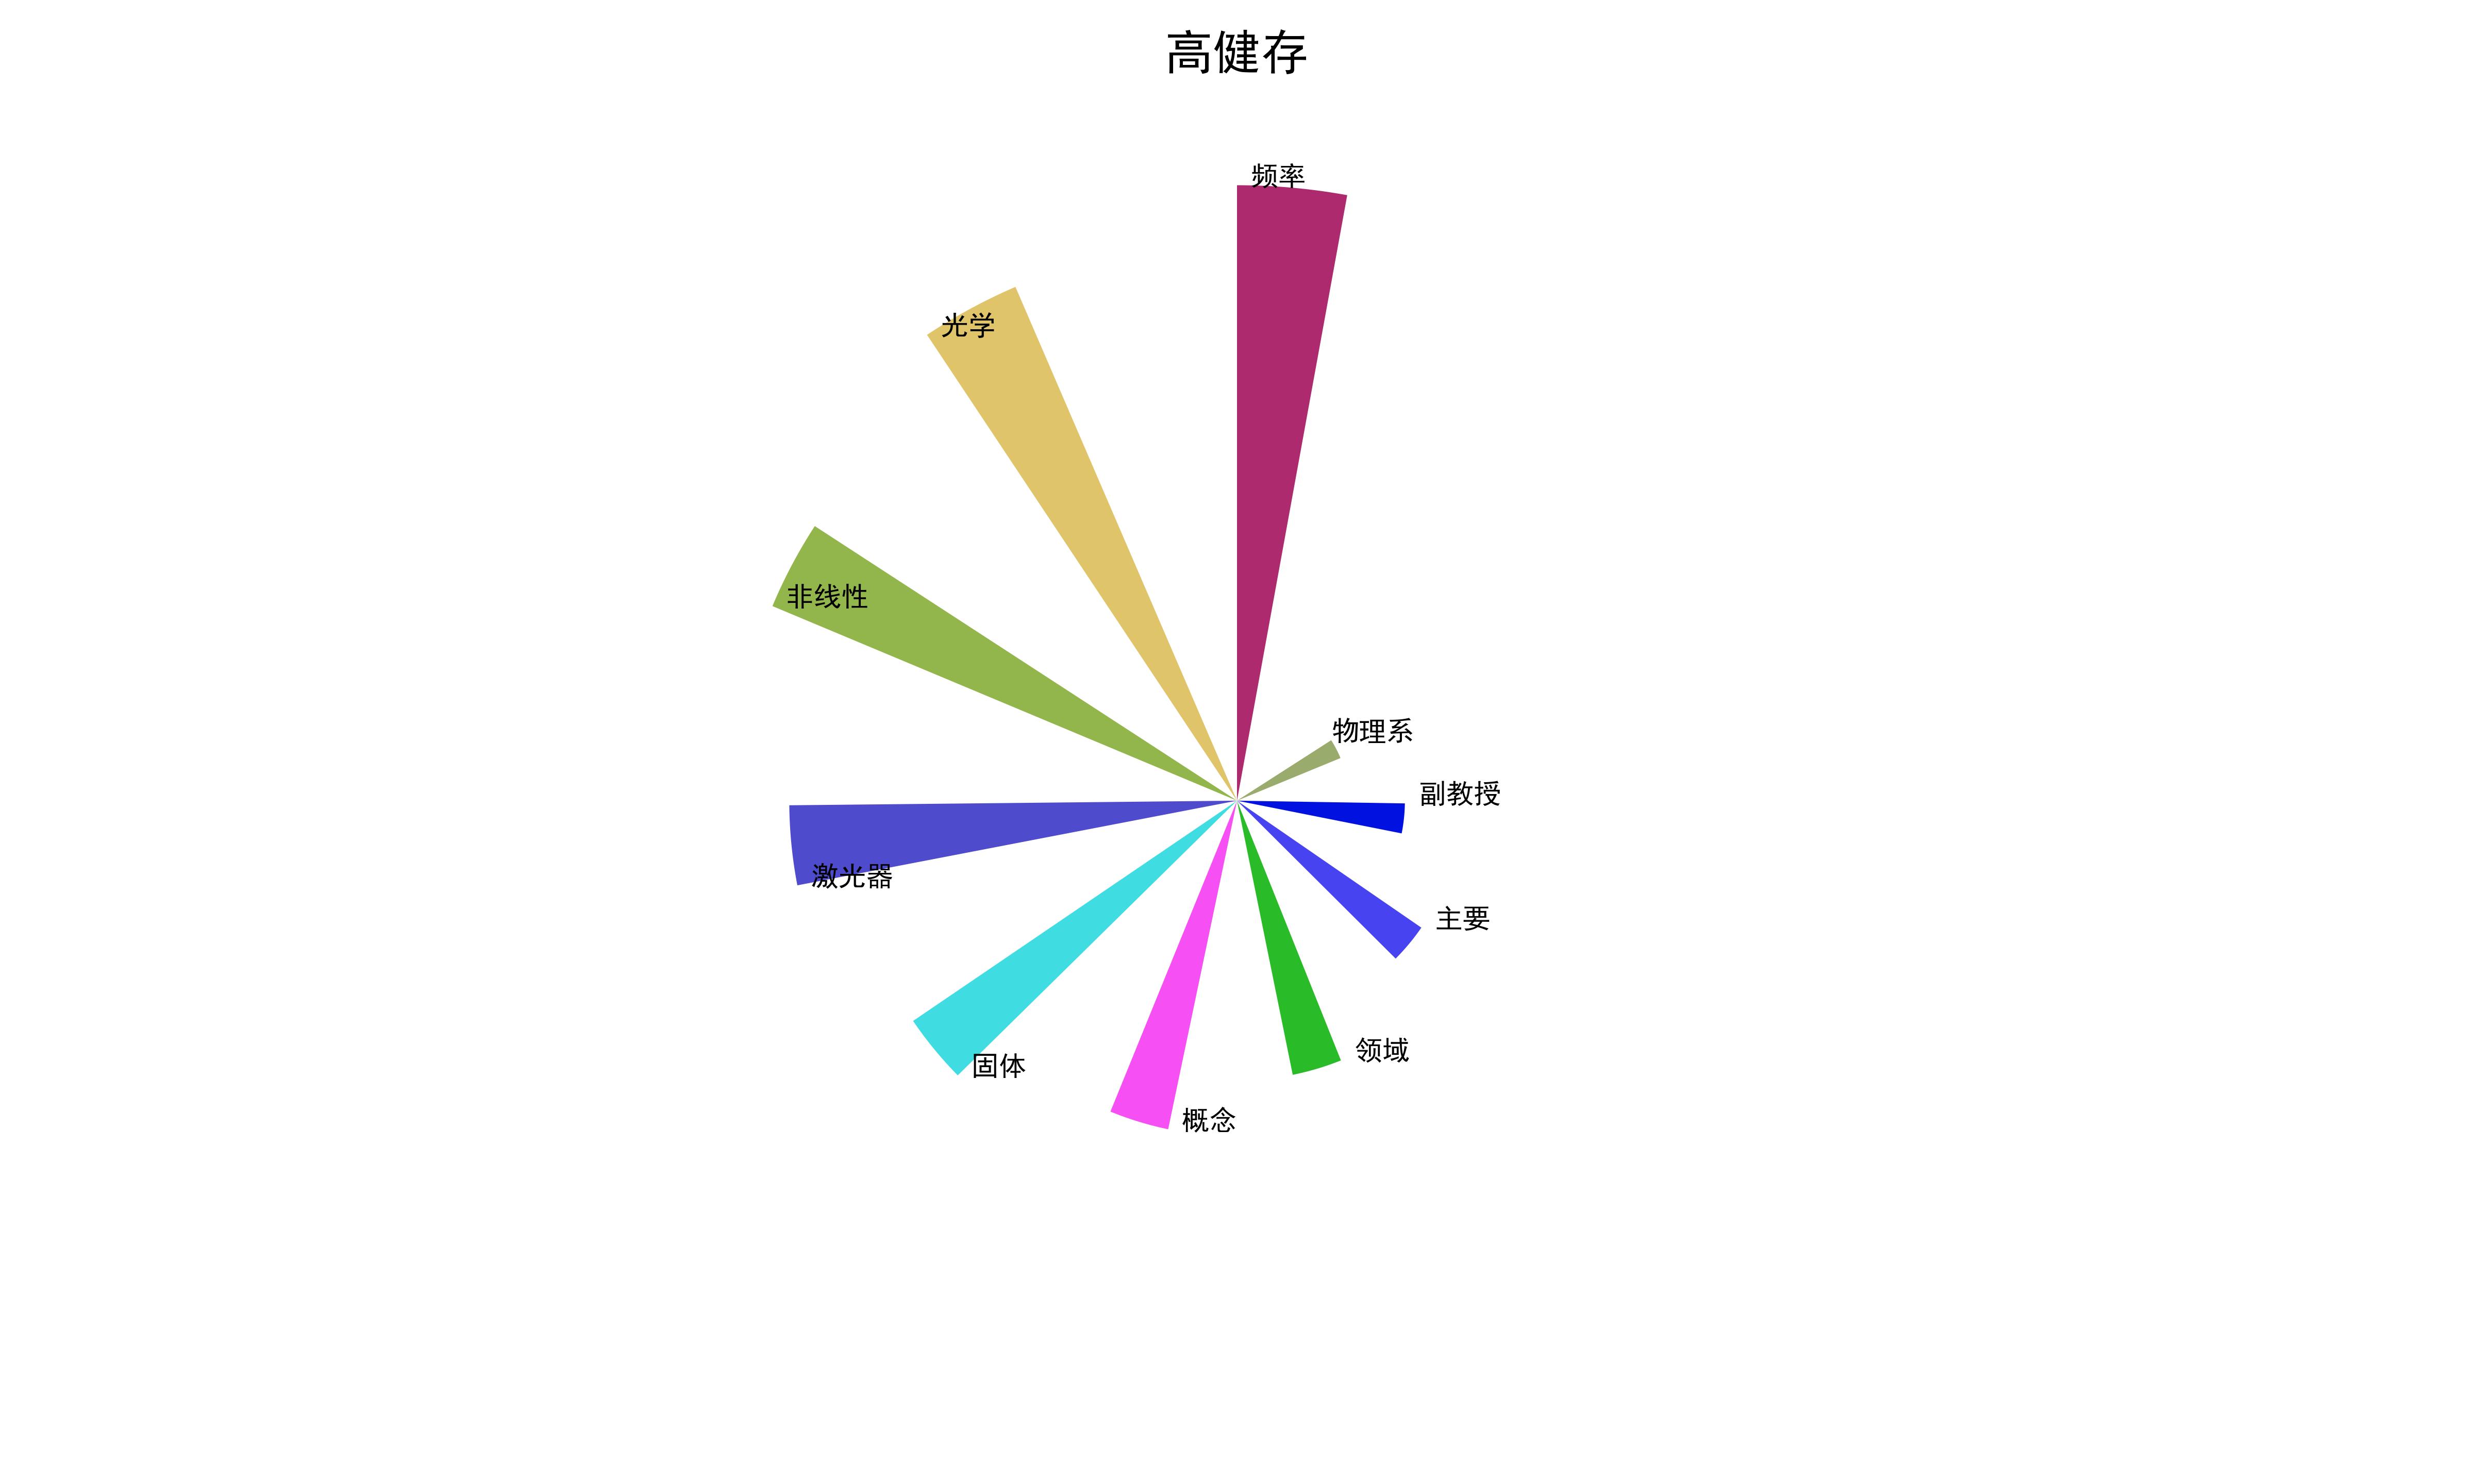 高健存
频率
光学
非线性
物理系
副教授
激光器
主要
领域
固体
概念